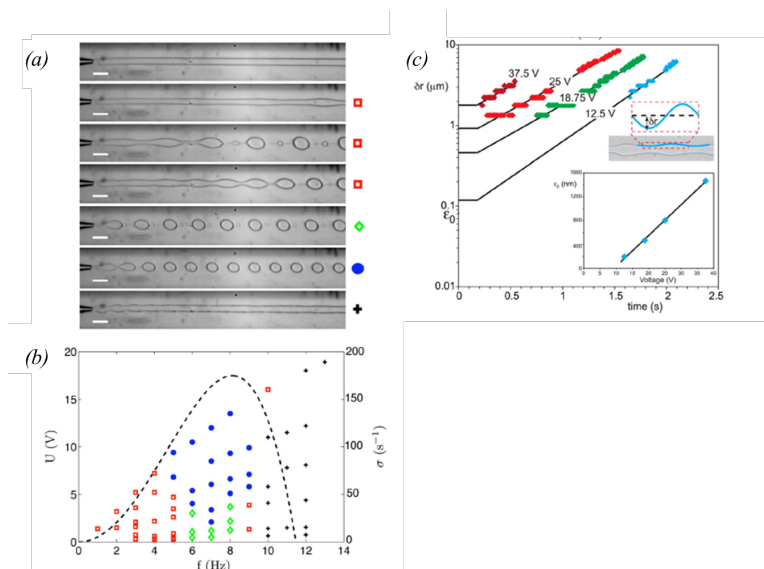 (a)
(b)
20
15
10
5
0
U (V)
0 2 4 6 8 10 12 14
f (Hz)
200
150
100
50
0
σ (s⁻¹)
(c)
δr (μm)
10
1
0.1
ε₀
0.01
37.5 V
25 V
18.75 V
12.5 V
δr
ε₀ (nm)
1600
1200
800
400
0
0 5 10 15 20 25 30 35 40
Voltage (V)
0 0.5 1 1.5 2 2.5
time (s)